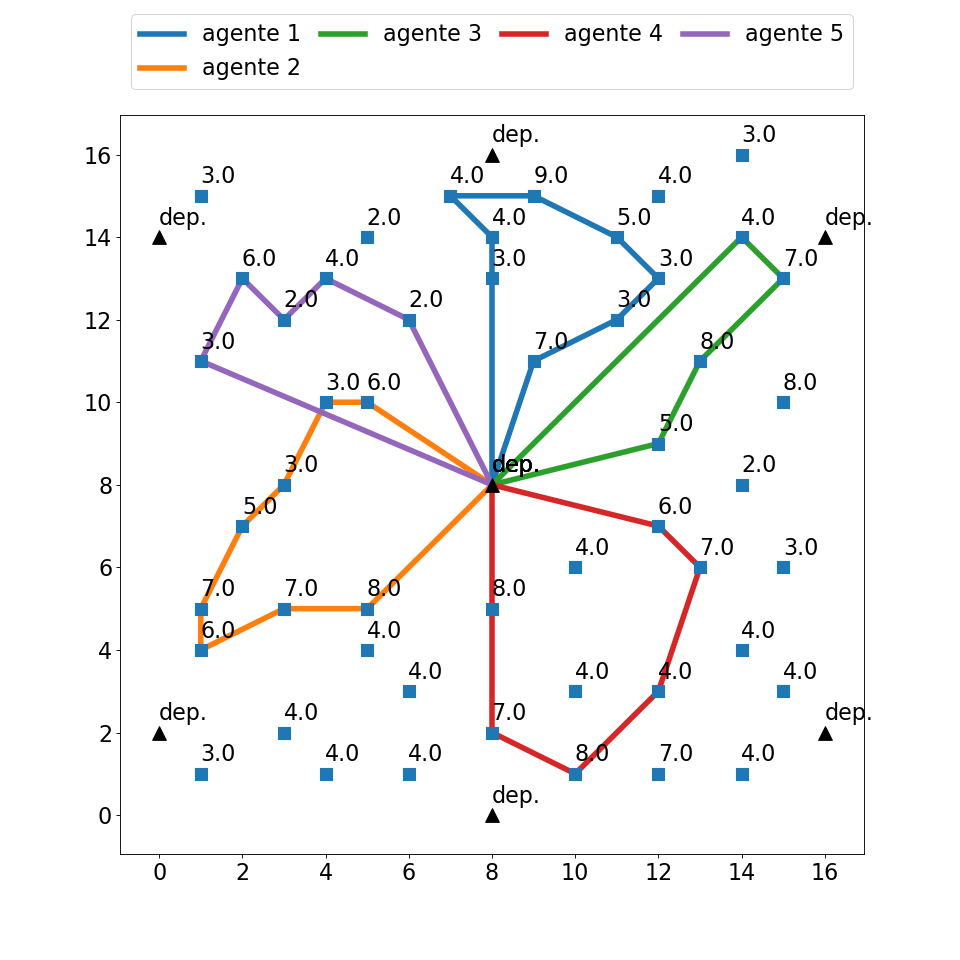 agente 1 agente 3 agente 4 agente 5
agente 2
dep. 3.0
16
3.0 4.0 9.0 4.0
dep. 2.0 4.0 5.0 4.0 dep.
14
6.0 4.0 3.0 3.0 7.0
2.0 2.0 3.0
12
3.0 7.0 8.0
3.0 6.0 8.0
10
5.0
3.0 dep. 2.0
8
5.0 6.0
4.0 7.0 3.0
6
7.0 7.0 8.0 8.0
6.0 4.0 4.0
4
4.0 4.0 4.0 4.0
dep. 4.0 7.0 dep.
2
3.0 4.0 4.0 8.0 7.0 4.0
dep.
0
0 2 4 6 8 10 12 14 16